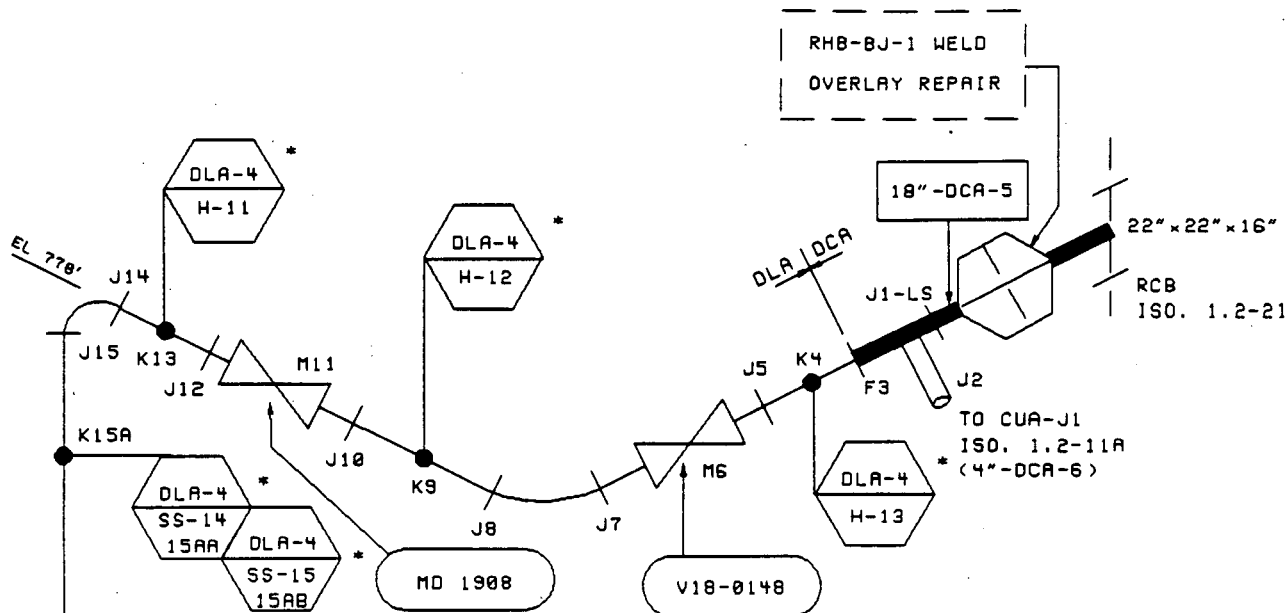 RHB-BJ-1 WELD
OVERLAY REPAIR
DLA-4
H-11
*
18"-DCA-5
DLA-4
H-12
*
22"x22"x16"
EL 778'
J14
DLA
DCA
J1-LS
RCB
ISO. 1.2-21
J15
K13
J12
M11
J5
K4
F3
J2
TO CUA-J1
ISO. 1.2-11A
(4"-DCA-6)
K15A
J10
K9
M6
DLA-4
H-13
*
DLA-4
SS-14
15AA
*
J8
J7
DLA-4
SS-15
15AB
*
MO 1908
V18-0148